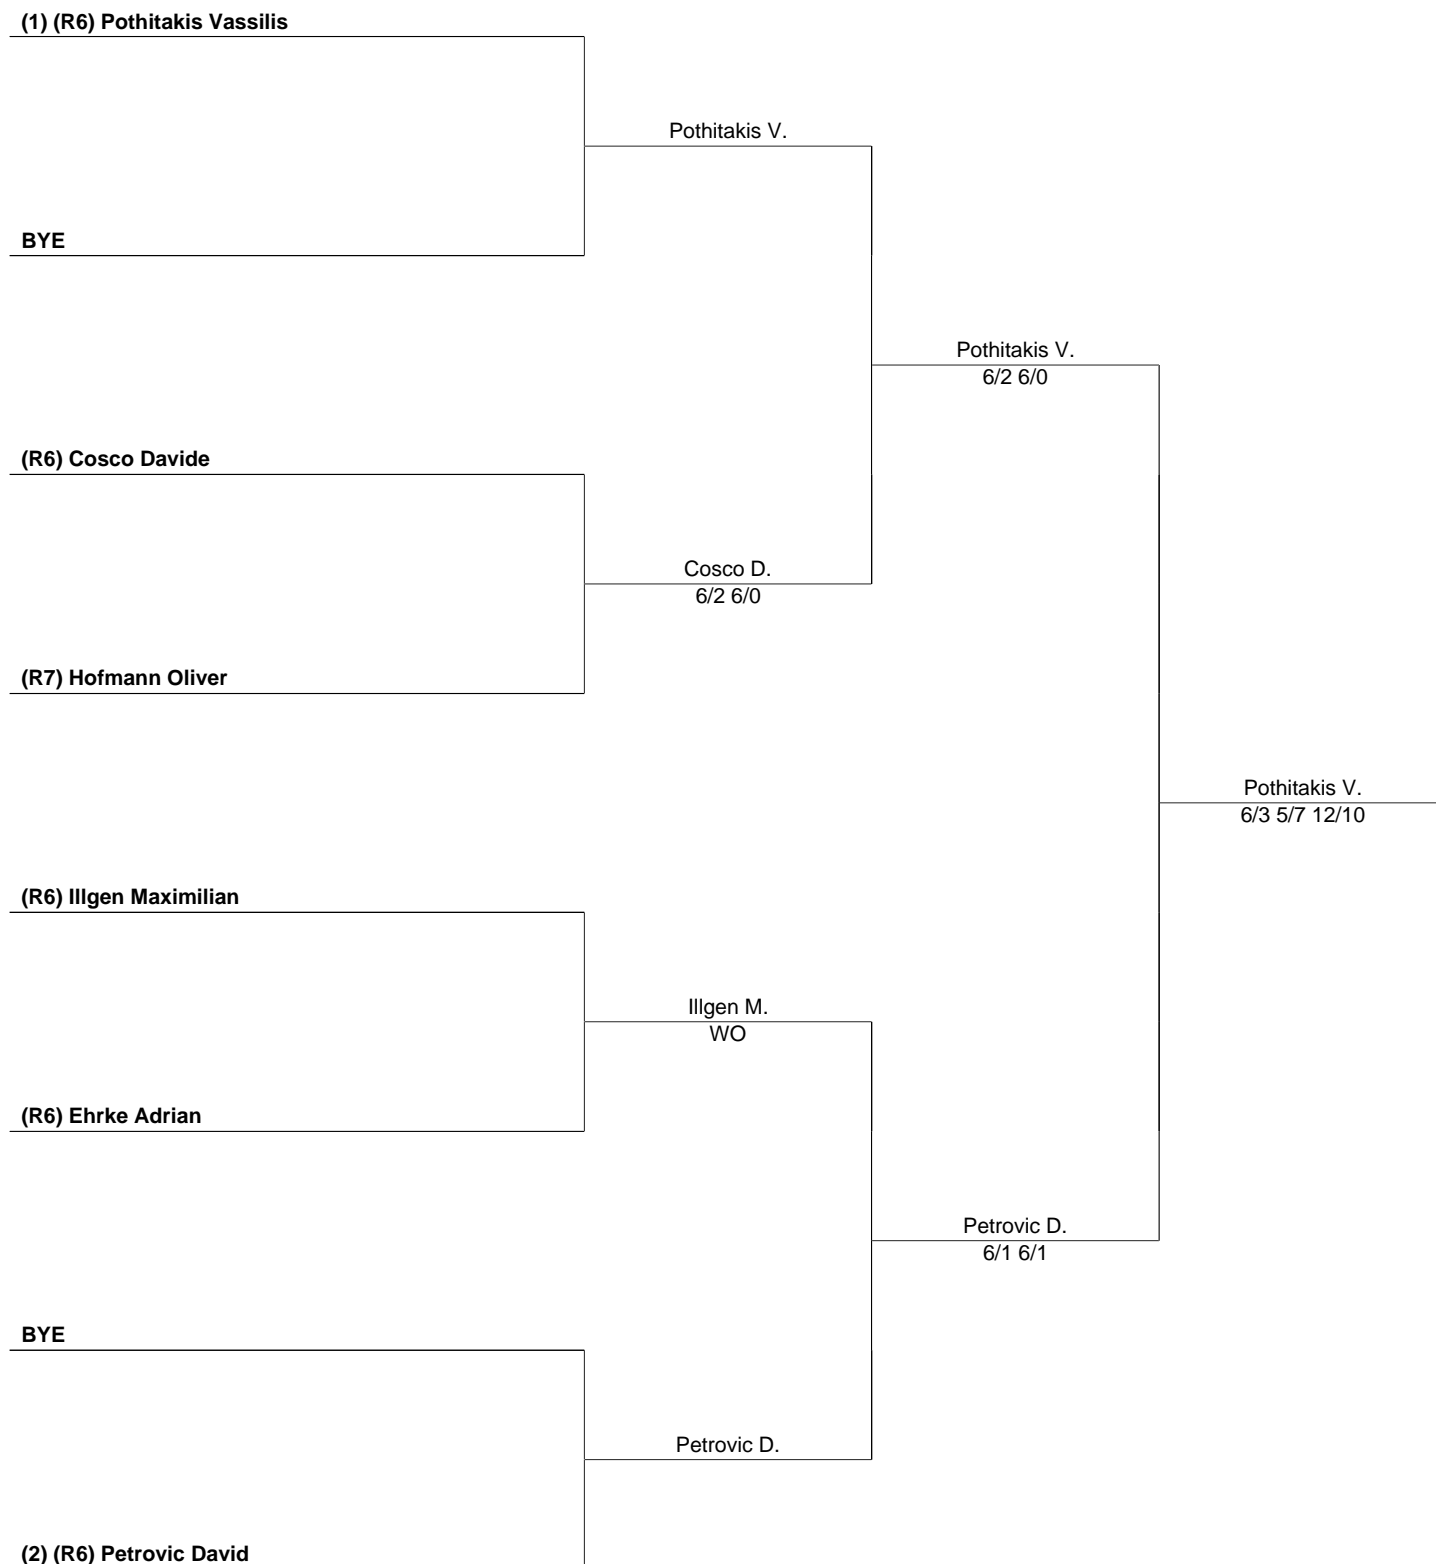 (1) (R6) Pothitakis Vassilis
Pothitakis V.
BYE
Pothitakis V.
6/2 6/0
(R6) Cosco Davide
Cosco D.
6/2 6/0
(R7) Hofmann Oliver
Pothitakis V.
6/3 5/7 12/10
(R6) Illgen Maximilian
Illgen M.
WO
(R6) Ehrke Adrian
Petrovic D.
6/1 6/1
BYE
Petrovic D.
(2) (R6) Petrovic David